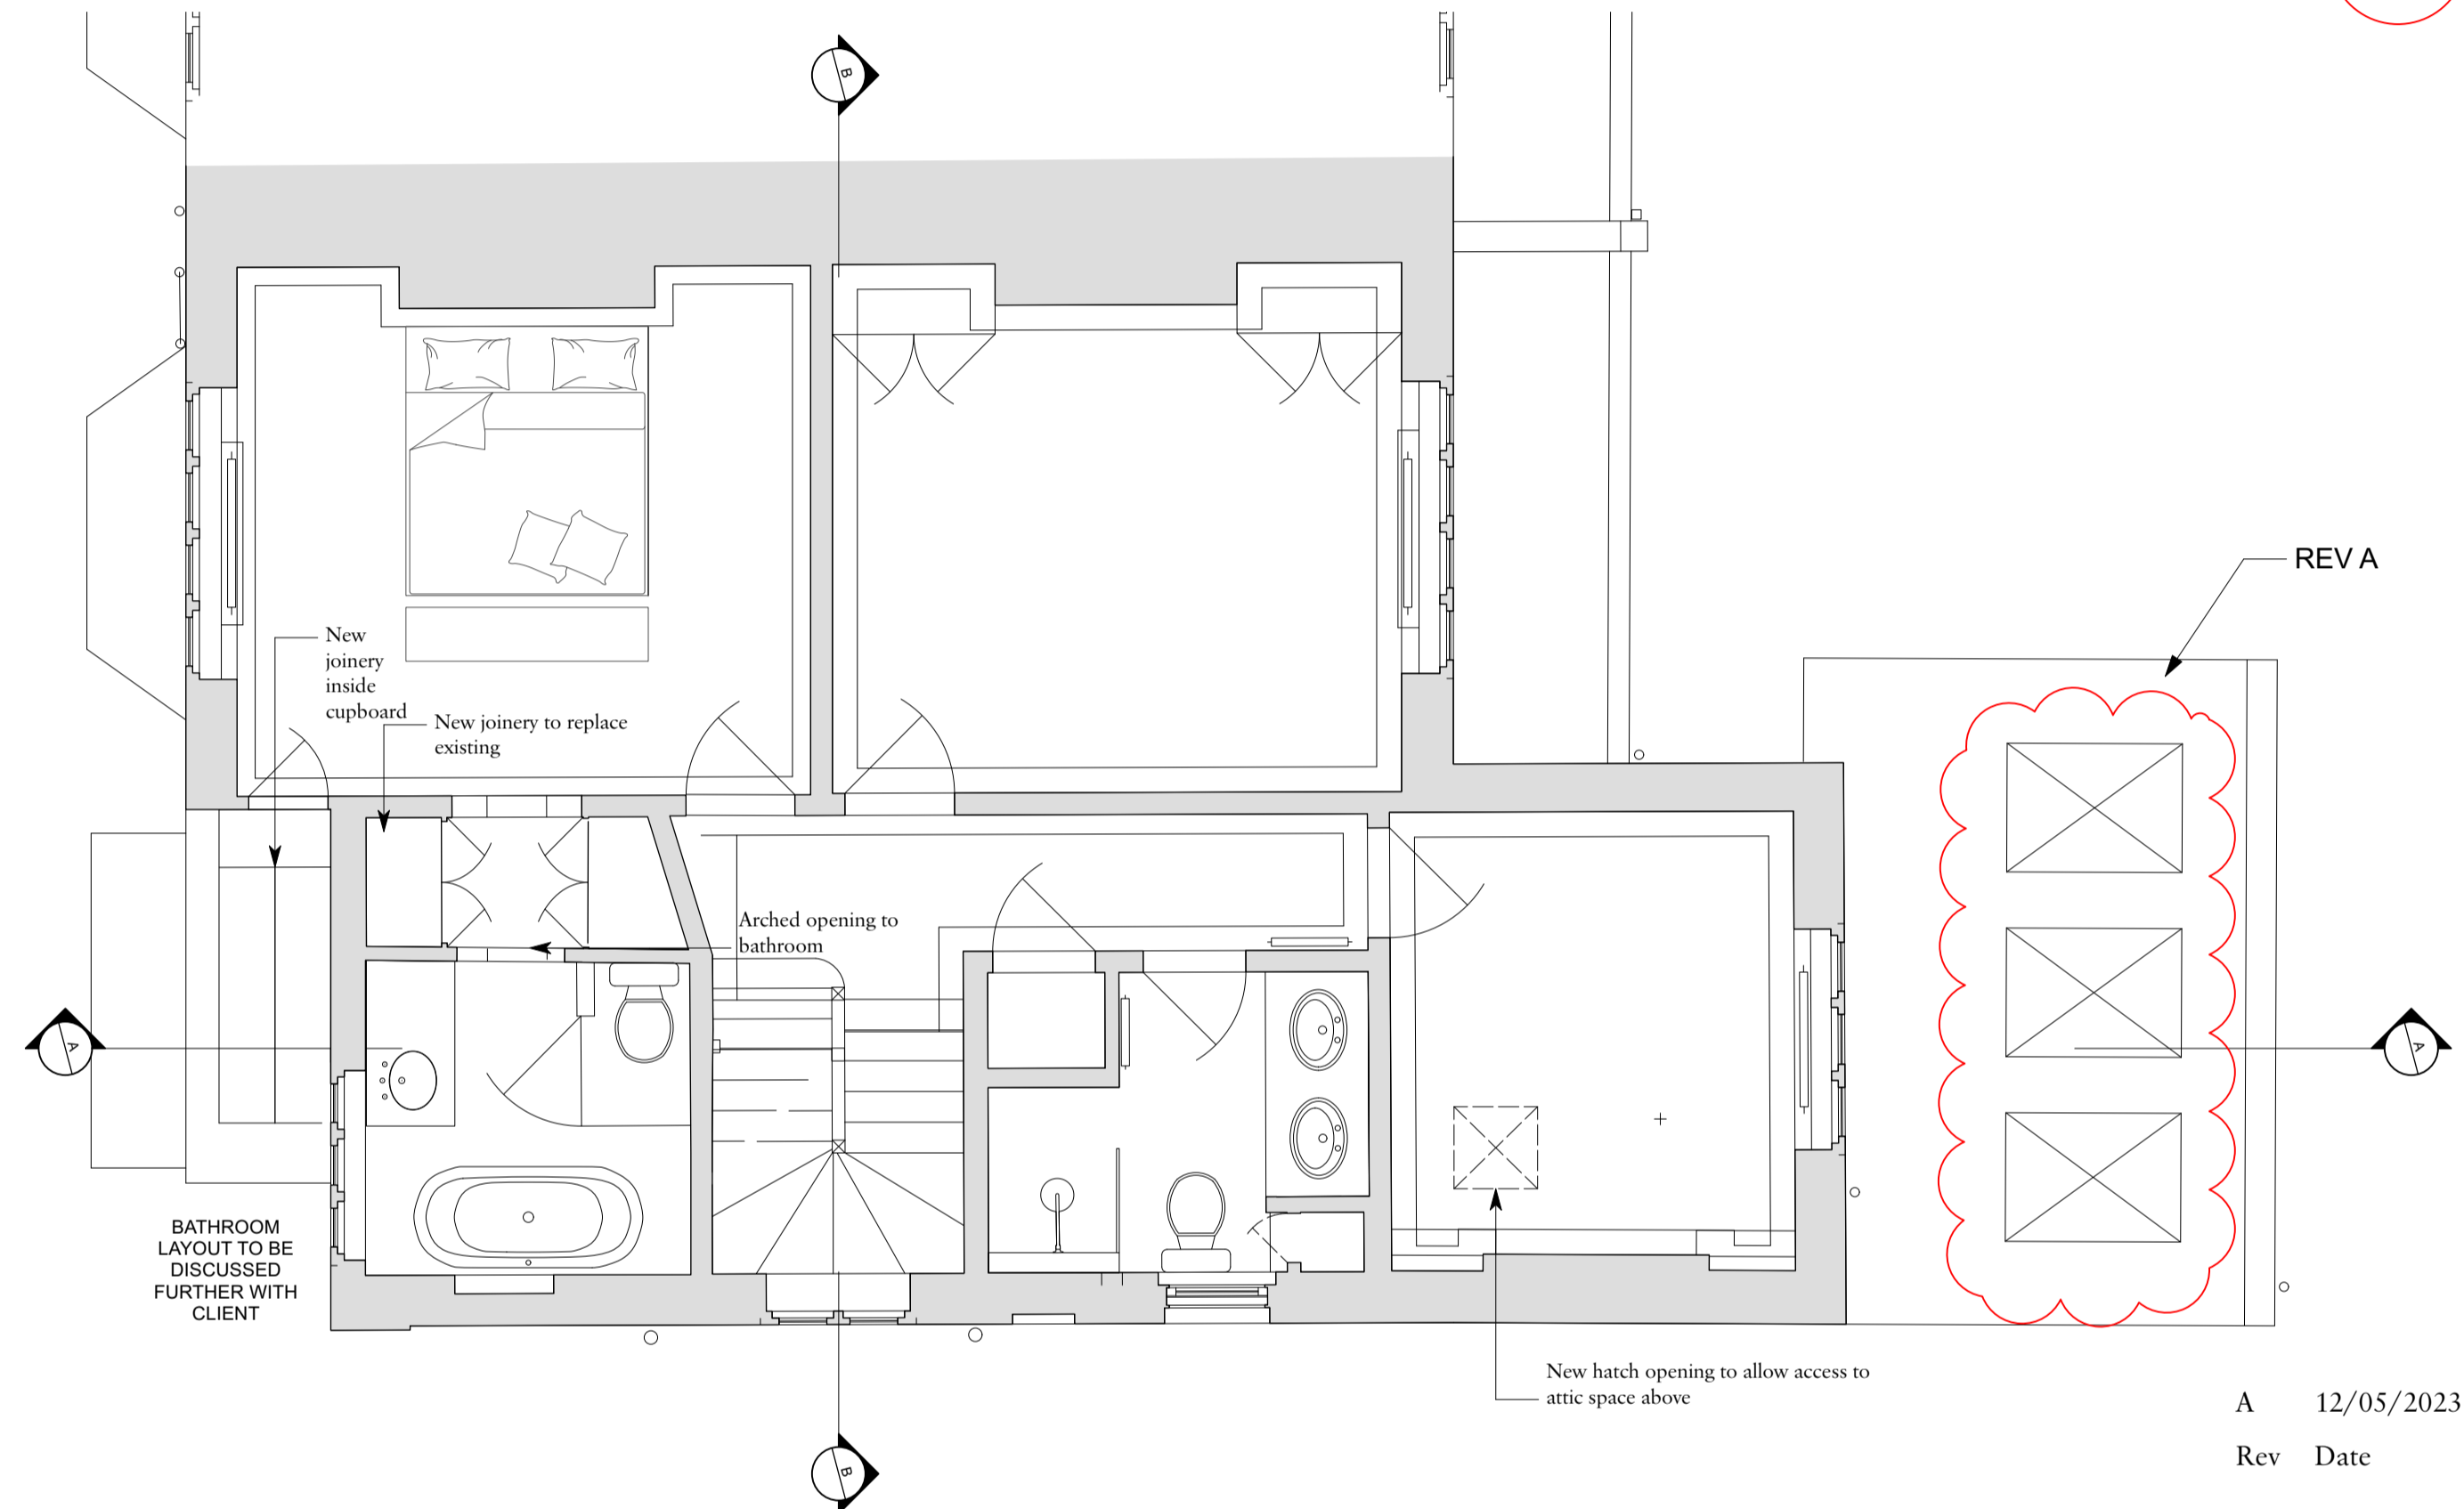 B
REV A
New
joinery
inside
cupboard
New joinery to replace
existing
Arched opening to
bathroom
A
A
BATHROOM
LAYOUT TO BE
DISCUSSED
FURTHER WITH
CLIENT
New hatch opening to allow access to
attic space above
A 12/05/2023
Rev Date
B